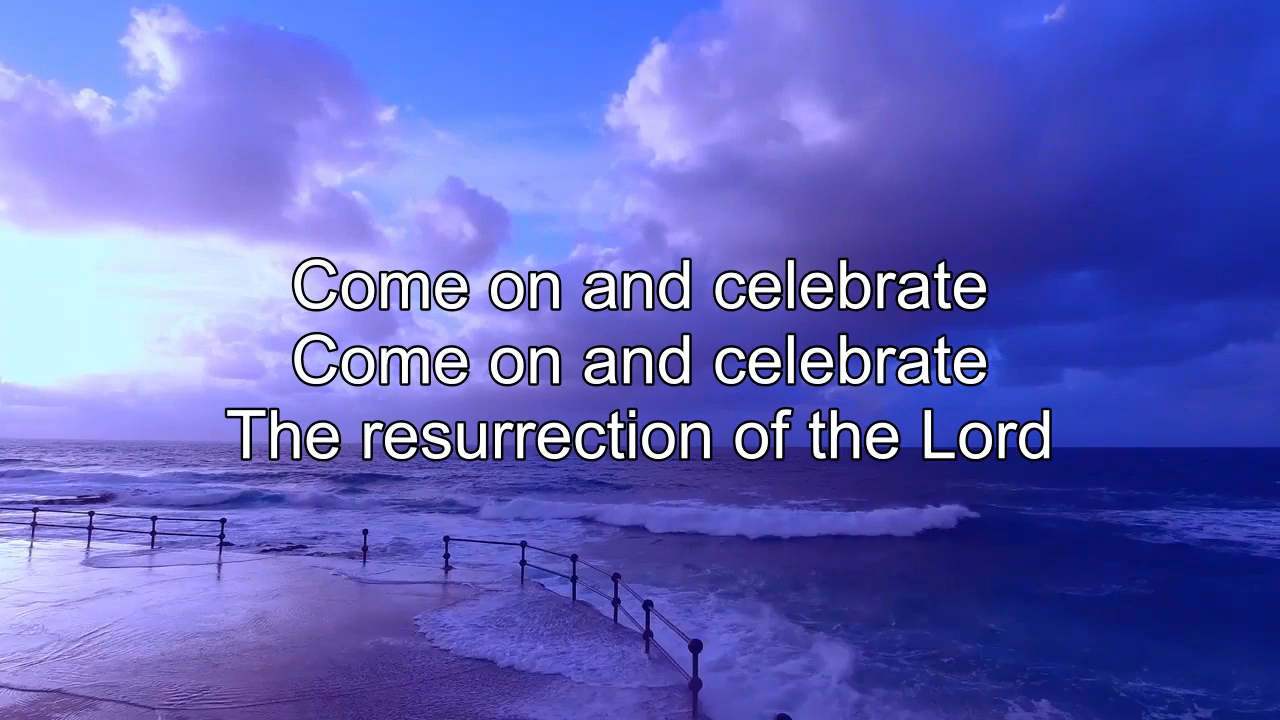 Come on and celebrate
Come on and celebrate
The resurrection of the Lord